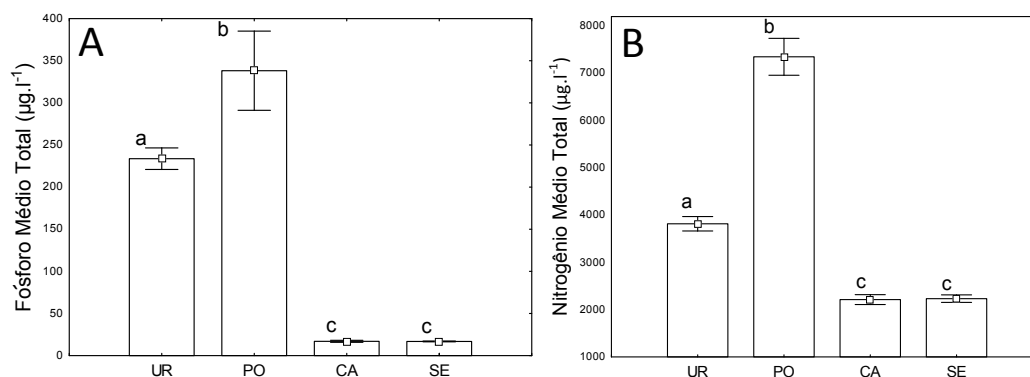 A
Fósforo Médio Total (µg.l⁻¹)
400
350
300
250
200
150
100
50
0
a
b
c
c
UR PO CA SE
B
Nitrogênio Médio Total (µg.l⁻¹)
8000
7000
6000
5000
4000
3000
2000
1000
a
b
c
c
UR PO CA SE